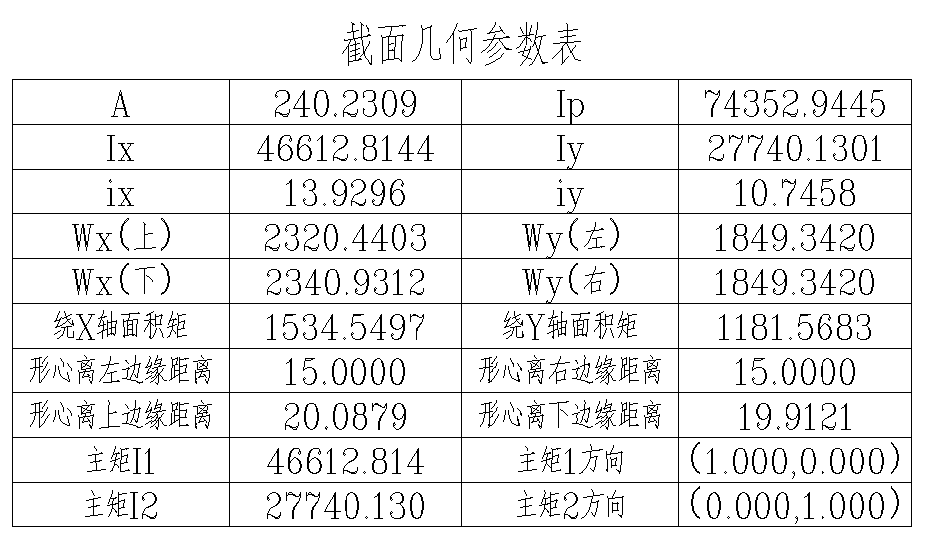 截面几何参数表
A 240.2309 Ip 74352.9445
Ix 46612.8144 Iy 27740.1301
ix 13.9296 iy 10.7458
Wx(上) 2320.4403 Wy(左) 1849.3420
Wx(下) 2340.9312 Wy(右) 1849.3420
绕X轴面积矩 1534.5497 绕Y轴面积矩 1181.5683
形心离左边缘距离 15.0000 形心离右边缘距离 15.0000
形心离上边缘距离 20.0879 形心离下边缘距离 19.9121
主矩I1 46612.814 主矩1方向 (1.000,0.000)
主矩I2 27740.130 主矩2方向 (0.000,1.000)